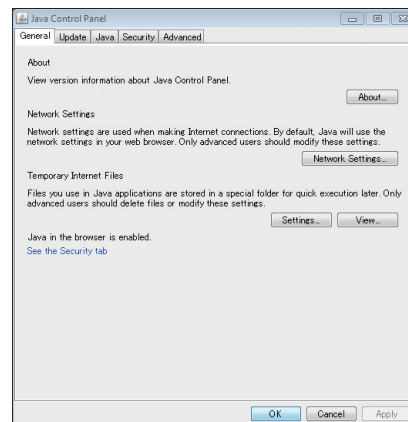 Java Control Panel
General Update Java Security Advanced
About
View version information about Java Control Panel.
About...
Network Settings
Network settings are used when making Internet connections. By default, Java will use the
network settings in your web browser. Only advanced users should modify these settings.
Network Settings...
Temporary Internet Files
Files you use in Java applications are stored in a special folder for quick execution later. Only
advanced users should delete files or modify these settings.
Settings... View...
Java in the browser is enabled.
See the Security tab
OK Cancel Apply